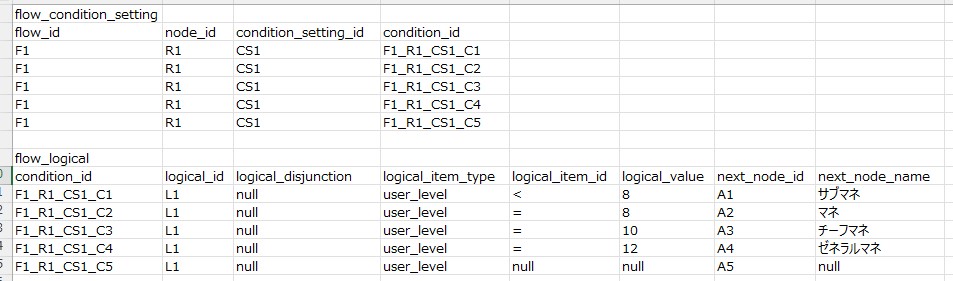 flow_condition_setting
flow_id node_id condition_setting_id condition_id
F1 R1 CS1 F1_R1_CS1_C1
F1 R1 CS1 F1_R1_CS1_C2
F1 R1 CS1 F1_R1_CS1_C3
F1 R1 CS1 F1_R1_CS1_C4
F1 R1 CS1 F1_R1_CS1_C5
flow_logical
condition_id logical_id logical_disjunction logical_item_type logical_item_id logical_value next_node_id next_node_name
F1_R1_CS1_C1 L1 null user_level < 8 A1 サブマネ
F1_R1_CS1_C2 L1 null user_level = 8 A2 マネ
F1_R1_CS1_C3 L1 null user_level = 10 A3 チーフマネ
F1_R1_CS1_C4 L1 null user_level = 12 A4 ゼネラルマネ
F1_R1_CS1_C5 L1 null user_level null null A5 null